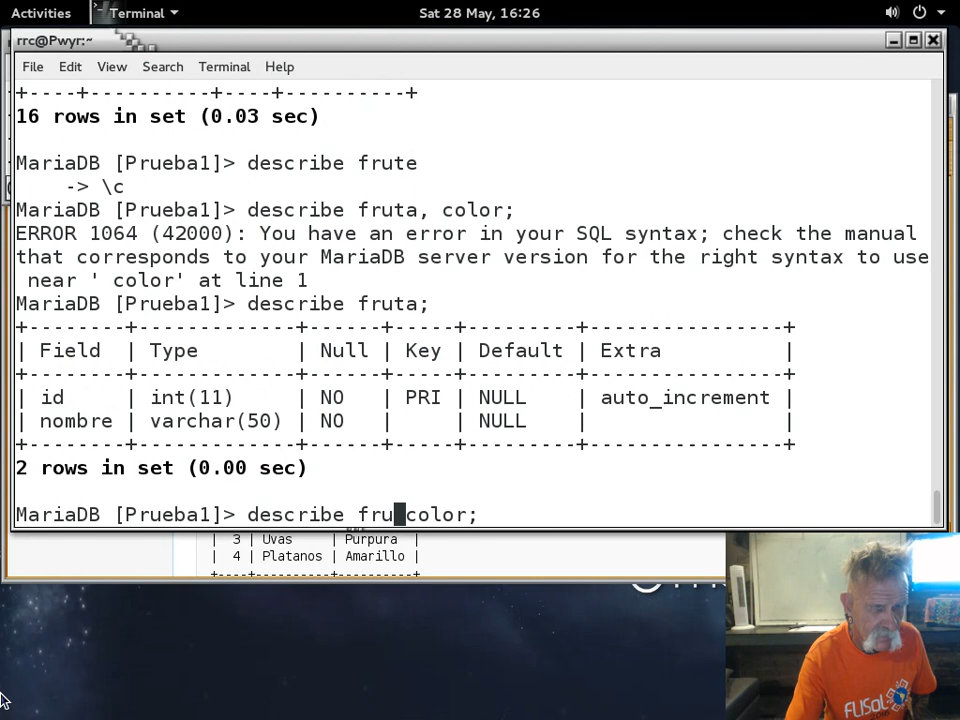 Activities Terminal Sat 28 May, 16:26
rrc@Pwyr:~
File Edit View Search Terminal Help
+----+----------+----+----------+
16 rows in set (0.03 sec)
MariaDB [Prueba1]> describe frute
    -> \c
MariaDB [Prueba1]> describe fruta, color;
ERROR 1064 (42000): You have an error in your SQL syntax; check the manual
that corresponds to your MariaDB server version for the right syntax to use
 near ' color' at line 1
MariaDB [Prueba1]> describe fruta;
+--------+-------------+------+-----+---------+----------------+
| Field  | Type        | Null | Key | Default | Extra          |
+--------+-------------+------+-----+---------+----------------+
| id     | int(11)     | NO   | PRI | NULL    | auto_increment |
| nombre | varchar(50) | NO   |     | NULL    |                |
+--------+-------------+------+-----+---------+----------------+
2 rows in set (0.00 sec)
MariaDB [Prueba1]> describe fru color;
|  3 | Uvas     | Purpura  |
|  4 | Platanos | Amarillo |
+----+----------+----------+
FLISoL